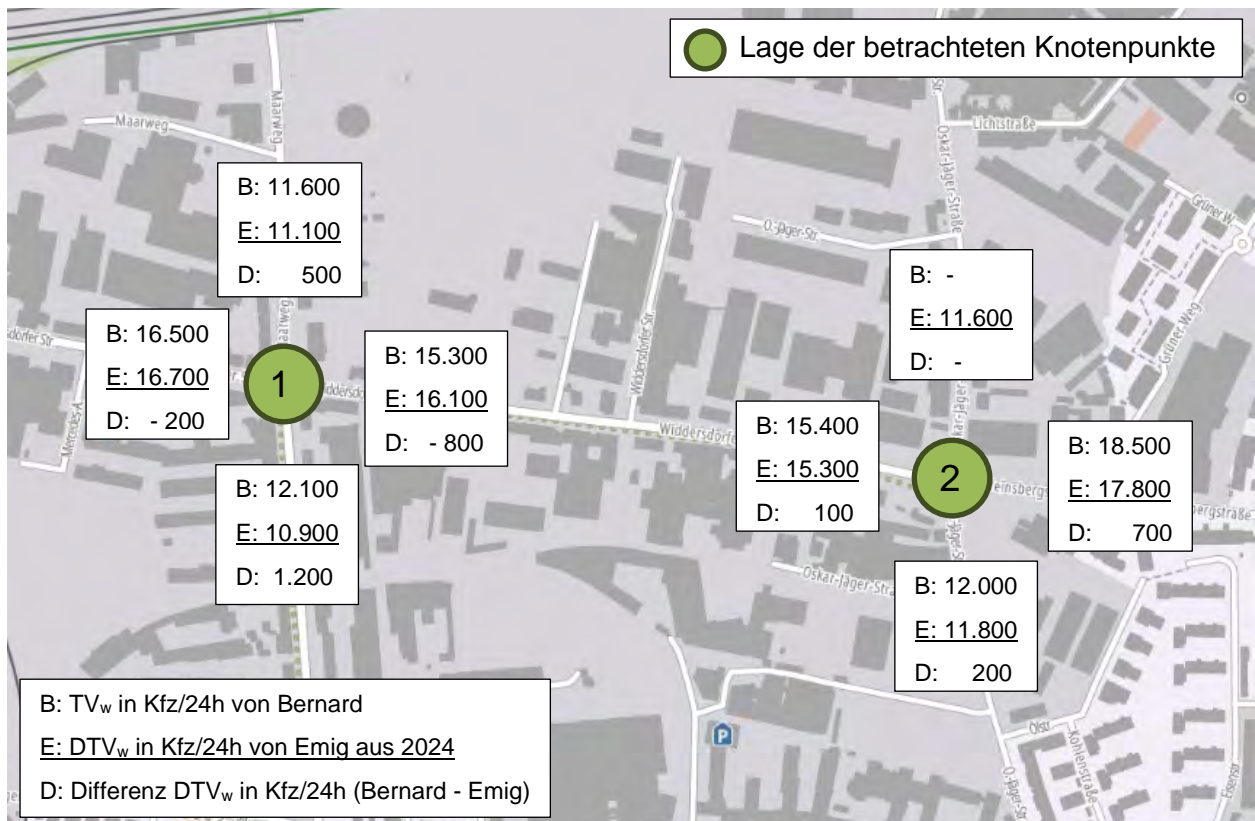 Lage der betrachteten Knotenpunkte
Maarweg
Maarweg
Str.
Lichtstraße
Oskar-Jäger-Straße
Grüner W.
O.-Jäger-Str.
B: 11.600
E: 11.100
D: 500
B: -
E: 11.600
D: -
Widdersdorfer Str.
Grüner Weg
B: 16.500
E: 16.700
D: - 200
1
B: 15.300
E: 16.100
D: - 800
Mercedes-A.
B: 15.400
E: 15.300
D: 100
2
B: 18.500
E: 17.800
D: 700
B: 12.100
E: 10.900
D: 1.200
B: 12.000
E: 11.800
D: 200
B: TVw in Kfz/24h von Bernard
E: DTVw in Kfz/24h von Emig aus 2024
D: Differenz DTVw in Kfz/24h (Bernard - Emig)
P
Ölstr.
Kohlenstraße
O.-Jäger-Str.
Eisenstr.